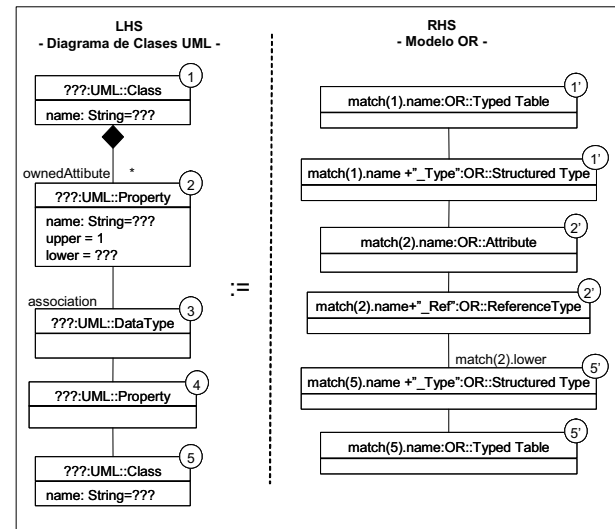 LHS
- Diagrama de Clases UML -
1
???:UML::Class
name: String=???
ownedAttibute
*
2
???:UML::Property
name: String=???
upper = 1
lower = ???
association
3
???:UML::DataType
4
???:UML::Property
5
???:UML::Class
name: String=???
:=
RHS
- Modelo OR -
1'
match(1).name:OR::Typed Table
1'
match(1).name +"_Type":OR::Structured Type
2'
match(2).name:OR::Attribute
2'
match(2).name+"_Ref":OR::ReferenceType
match(2).lower
5'
match(5).name +"_Type":OR::Structured Type
5'
match(5).name:OR::Typed Table